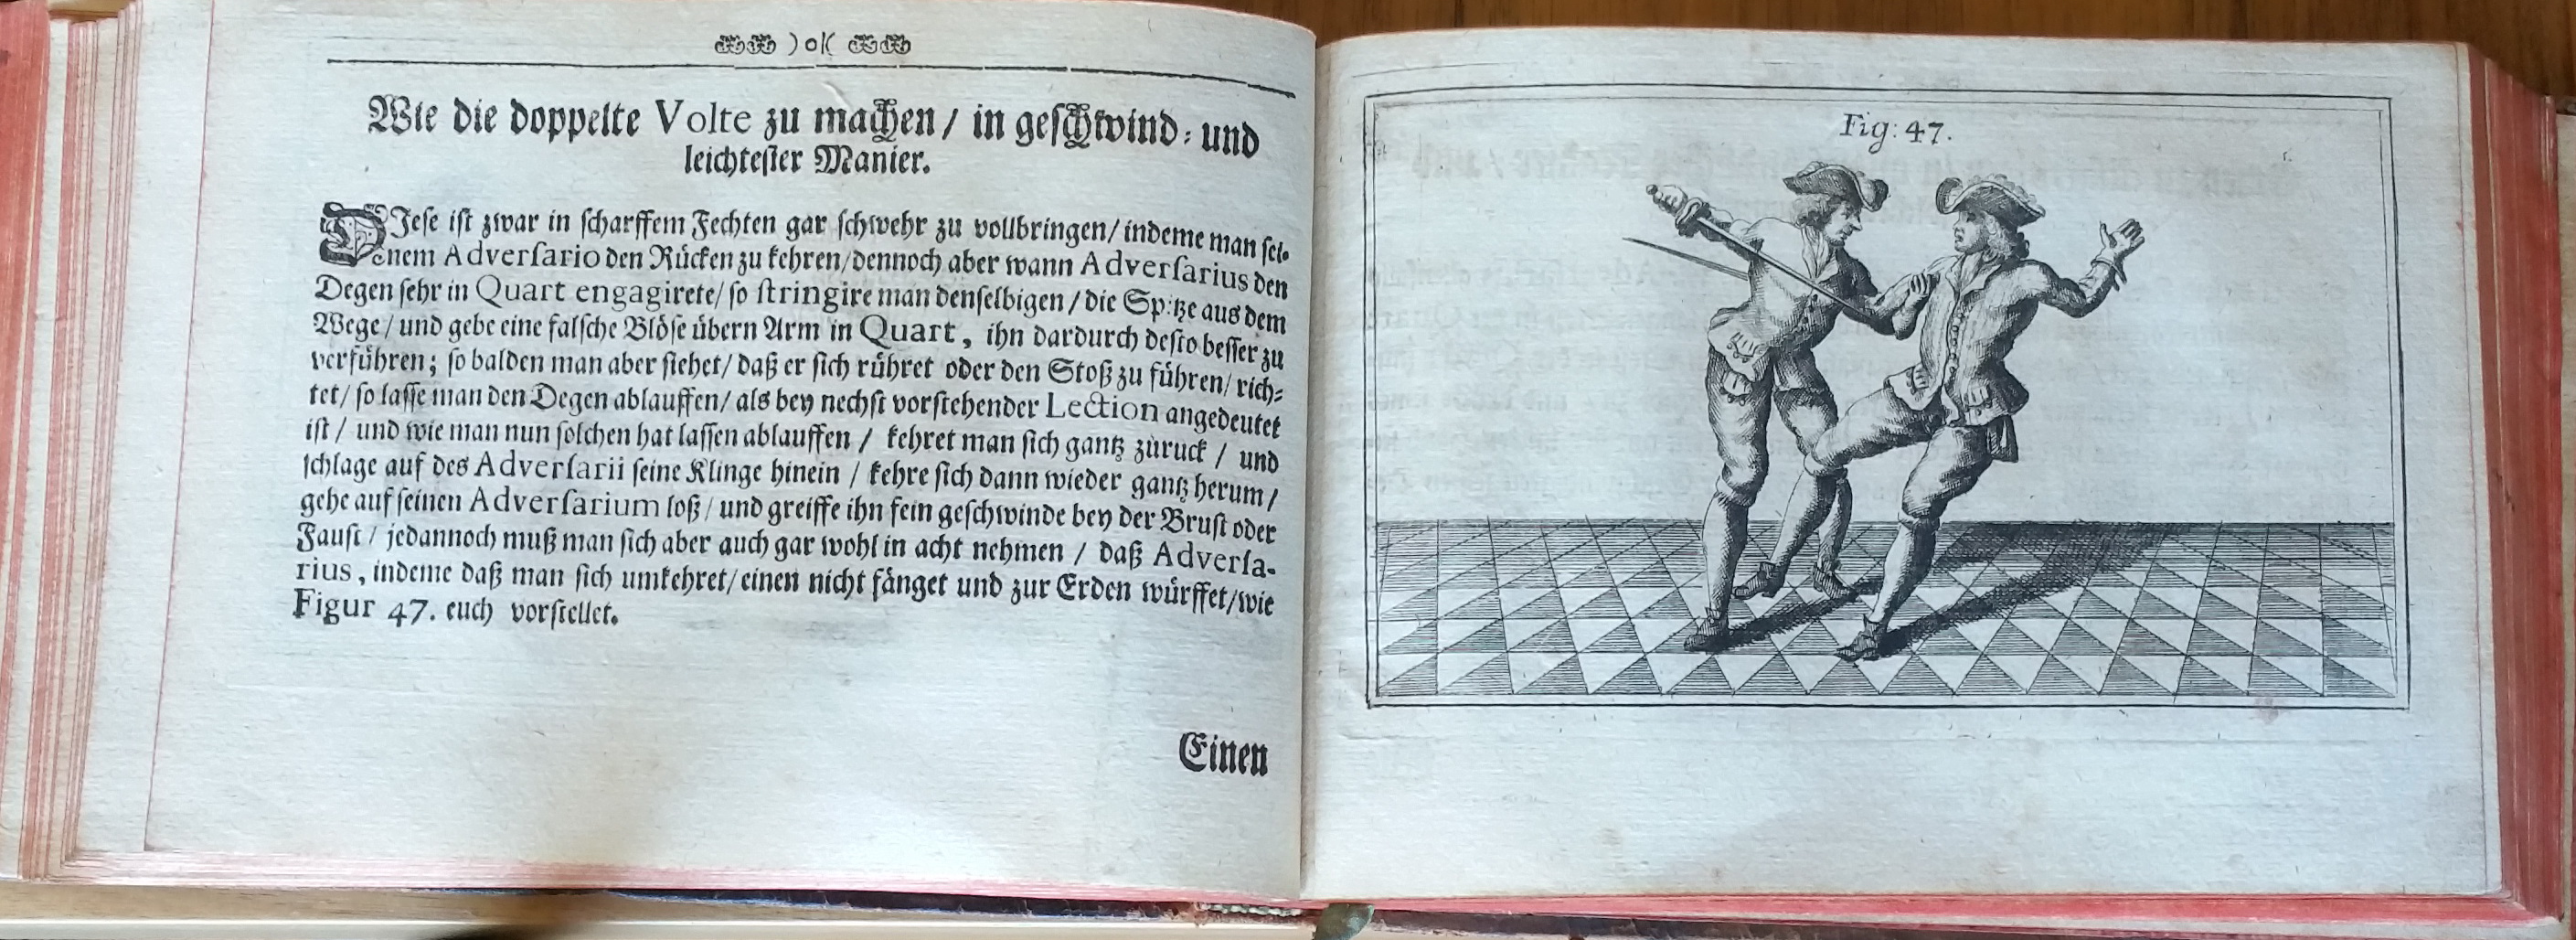 )o(
Wie die doppelte Volte zu machen / in geschwind- und
leichtester Manier.
DIese ist zwar in scharffem Fechten gar schwehr zu vollbringen / indeme man sei-
nem Adversario den Rücken zu kehren / dennoch aber wann Adversarius den
Degen sehr in Quart engagirete / so stringire man denselbigen / die Spitze aus dem
Wege / und gebe eine falsche Blöse übern Arm in Quart, ihn dardurch desto besser zu
verführen; so balden man aber siehet / daß er sich rühret oder den Stoß zu führen / rich-
tet / so lasse man den Degen ablauffen / als bey nechst vorstehender Lection angedeutet
ist / und wie man nun solchen hat lassen ablauffen / kehret man sich gantz zuruck / und
schlage auf des Adversarii seine Klinge hinein / kehre sich dann wieder gantz herum /
gehe auf seinen Adversarium loß / und greiffe ihn fein geschwinde bey der Brust oder
Faust / jedannoch muß man sich aber auch gar wohl in acht nehmen / daß Adversa-
rius, indeme daß man sich umkehret / einen nicht fänget und zur Erden würffet / wie
Figur 47. euch vorstellet.
Einen
Fig: 47.